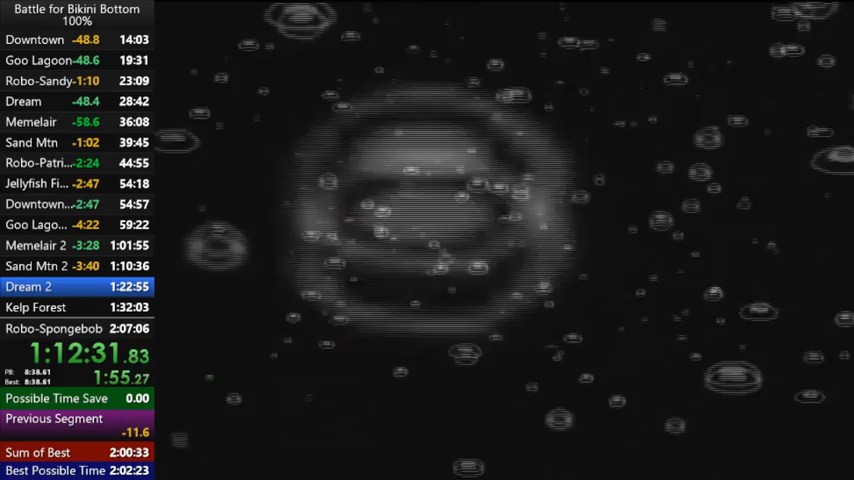 Battle for Bikini Bottom
100%
Downtown -48.8 14:03
Goo Lagoon -48.6 19:31
Robo-Sandy -1:10 23:09
Dream -48.4 28:42
Memelair -58.6 36:08
Sand Mtn -1:02 39:45
Robo-Patri... -2:24 44:55
Jellyfish Fi... -2:47 54:18
Downtown... -2:47 54:57
Goo Lago... -4:22 59:22
Memelair 2 -3:28 1:01:55
Sand Mtn 2 -3:40 1:10:36
Dream 2 1:22:55
Kelp Forest 1:32:03
Robo-Spongebob 2:07:06
1:12:31.83
PB: 8:38.61
Best: 8:38.61 1:55.27
Possible Time Save 0.00
Previous Segment
-11.6
Sum of Best 2:00:33
Best Possible Time 2:02:23